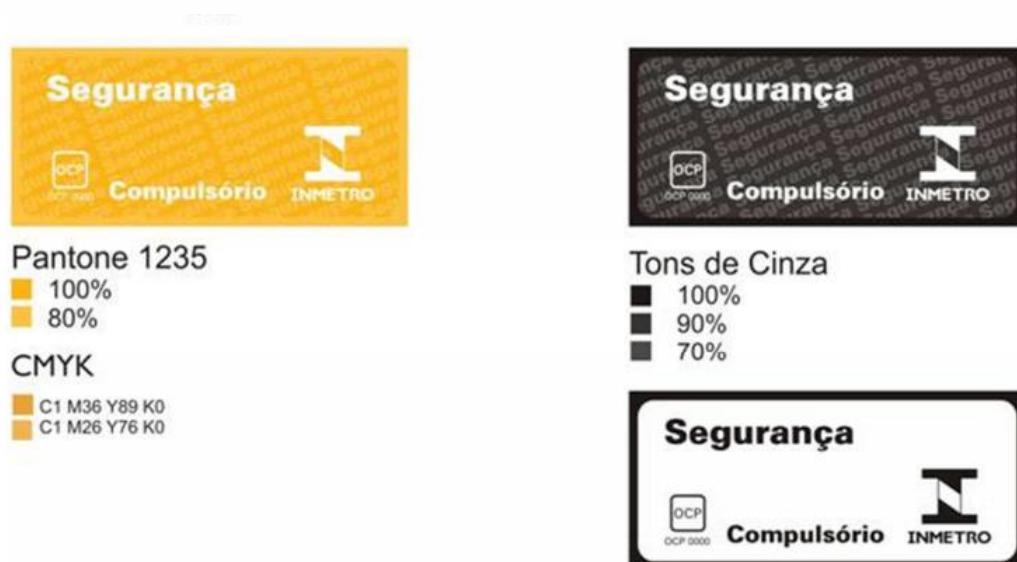 Segurança
OCP
OCP 0000
Compulsório
INMETRO
Pantone 1235
100%
80%
CMYK
C1 M36 Y89 K0
C1 M26 Y76 K0
Segurança
OCP
OCP 0000
Compulsório
INMETRO
Tons de Cinza
100%
90%
70%
Segurança
OCP
OCP 0000
Compulsório
INMETRO